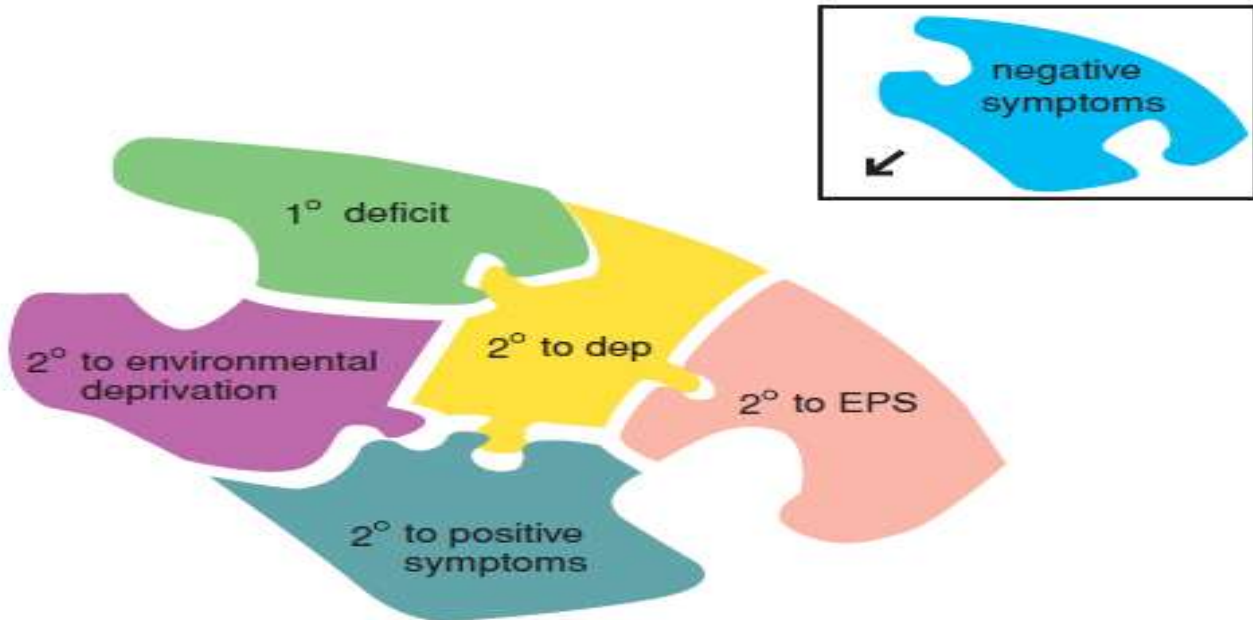 negative
symptoms
1° deficit
2° to environmental
deprivation
2° to dep
2° to EPS
2° to positive
symptoms